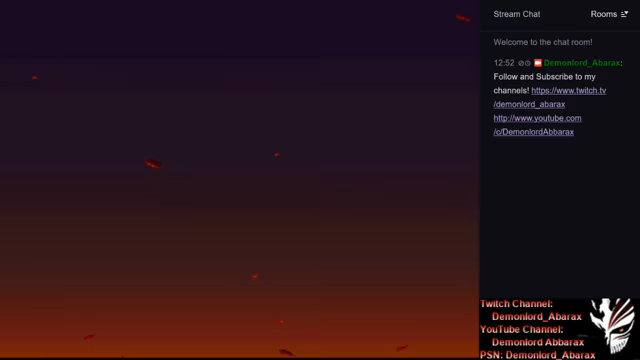 Stream Chat
Rooms
Welcome to the chat room!
12:52 Demonlord_Abarax:
Follow and Subscribe to my
channels! https://www.twitch.tv
/demonlord_abarax
http://www.youtube.com
/c/DemonlordAbbarax
Twitch Channel:
Demonlord_Abarax
YouTube Channel:
Demonlord Abbarax
PSN: Demonlord_Abarax